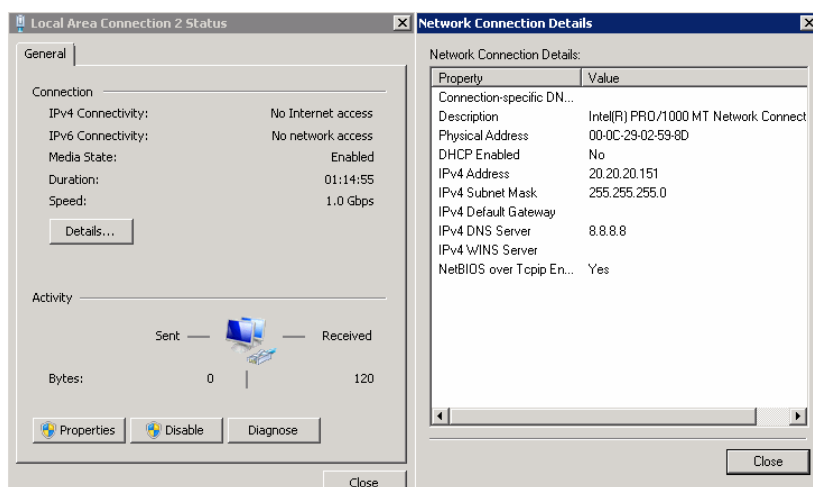 Local Area Connection 2 Status
General
Connection
IPv4 Connectivity: No Internet access
IPv6 Connectivity: No network access
Media State: Enabled
Duration: 01:14:55
Speed: 1.0 Gbps
Details...
Activity
Sent Received
Bytes: 0 120
Properties Disable Diagnose
Close
Network Connection Details
Network Connection Details:
Property Value
Connection-specific DN...
Description Intel(R) PRO/1000 MT Network Connect
Physical Address 00-0C-29-02-59-8D
DHCP Enabled No
IPv4 Address 20.20.20.151
IPv4 Subnet Mask 255.255.255.0
IPv4 Default Gateway
IPv4 DNS Server 8.8.8.8
IPv4 WINS Server
NetBIOS over Tcpip En... Yes
Close